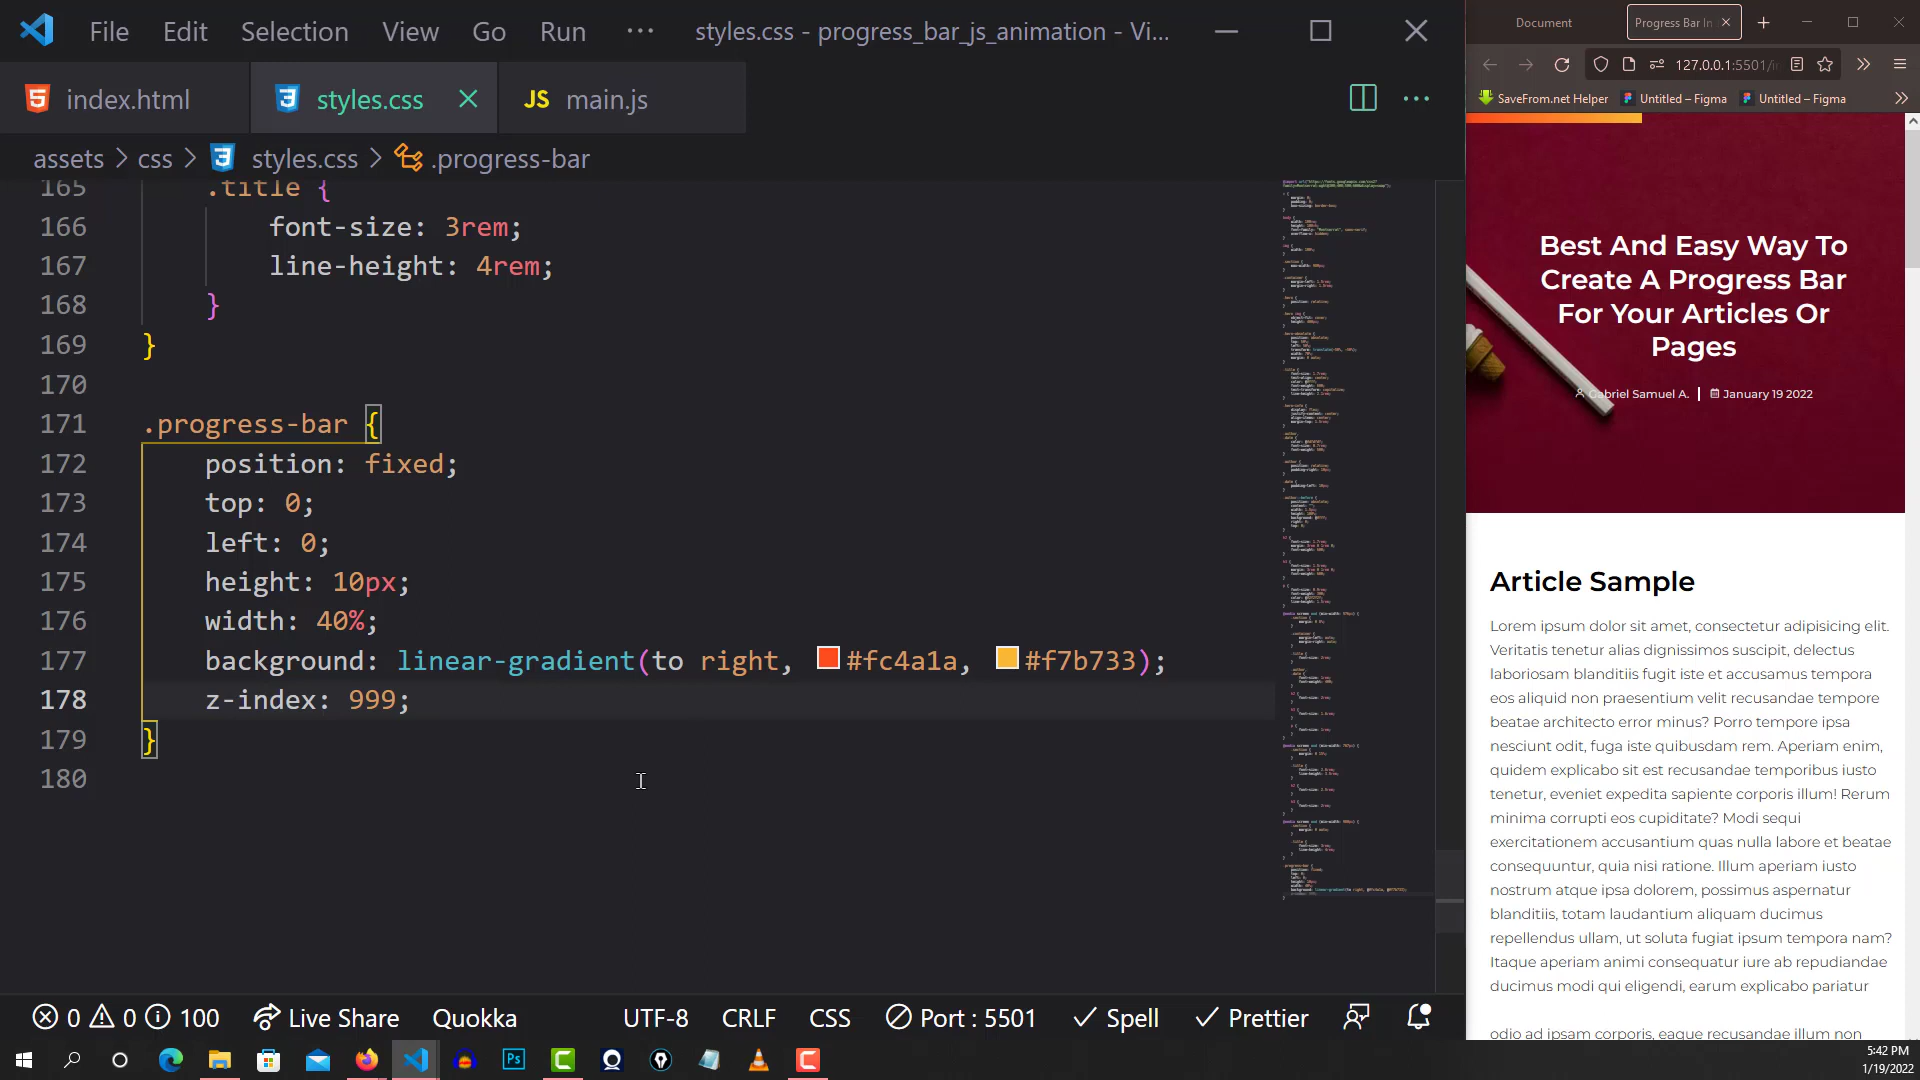 File Edit Selection View Go Run ··· styles.css - progress_bar_js_animation - Vi...
index.html styles.css JS main.js
assets > css > styles.css > .progress-bar
165 .title {
166 font-size: 3rem;
167 line-height: 4rem;
168 }
169 }
170
171 .progress-bar {
172 position: fixed;
173 top: 0;
174 left: 0;
175 height: 10px;
176 width: 40%;
177 background: linear-gradient(to right, #fc4a1a, #f7b733);
178 z-index: 999;
179 }
180
0 0 100 Live Share Quokka UTF-8 CRLF CSS Port : 5501 Spell Prettier
Document Progress Bar In
127.0.0.1:5501/i
SaveFrom.net Helper Untitled – Figma Untitled – Figma
Best And Easy Way To
Create A Progress Bar
For Your Articles Or
Pages
Gabriel Samuel A. January 19 2022
Article Sample
Lorem ipsum dolor sit amet, consectetur adipisicing elit.
Veritatis tenetur alias dignissimos suscipit, delectus
laboriosam blanditiis fugit iste et accusamus tempora
eos aliquid non praesentium velit recusandae tempore
beatae architecto error minus? Porro tempore ipsa
nesciunt odit, fuga iste quibusdam rem. Aperiam enim,
quidem explicabo sit est recusandae temporibus iusto
tenetur, eveniet expedita sapiente corporis illum! Rerum
minima corrupti eos cupiditate? Modi sequi
exercitationem accusantium quas nulla labore et beatae
consequuntur, quia nisi ratione. Illum aperiam iusto
nostrum atque ipsa dolorem, possimus aspernatur
blanditiis, totam laudantium aliquam ducimus
repellendus ullam, ut soluta fugiat ipsum tempora nam?
Itaque aperiam animi consequatur iure ab repudiandae
ducimus modi qui eligendi, earum explicabo pariatur
odio ad ipsam corporis, eaque recusandae illum non
Ps
5:42 PM
1/19/2022